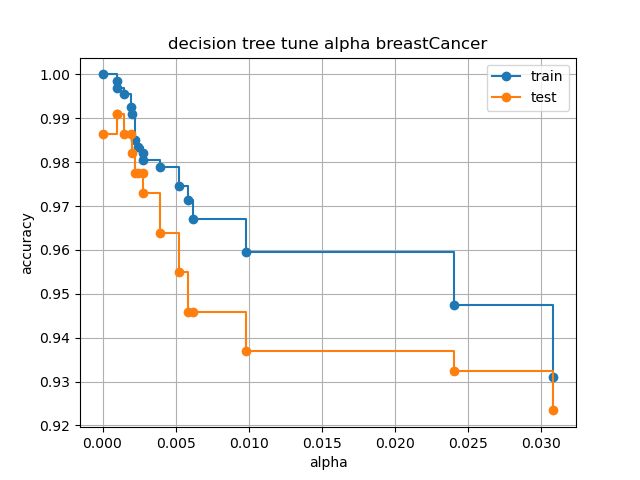 decision tree tune alpha breastCancer
train
test
accuracy
1.00
0.99
0.98
0.97
0.96
0.95
0.94
0.93
0.92
0.000 0.005 0.010 0.015 0.020 0.025 0.030
alpha